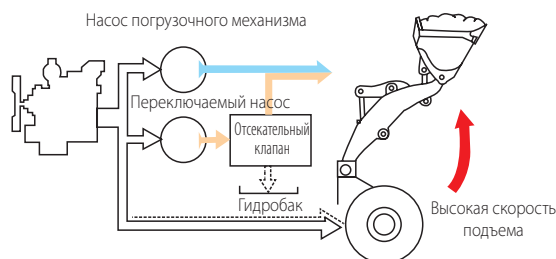 Насос погрузочного механизма
Переключаемый насос
Отсекательный
клапан
Гидробак
Высокая скорость
подъема